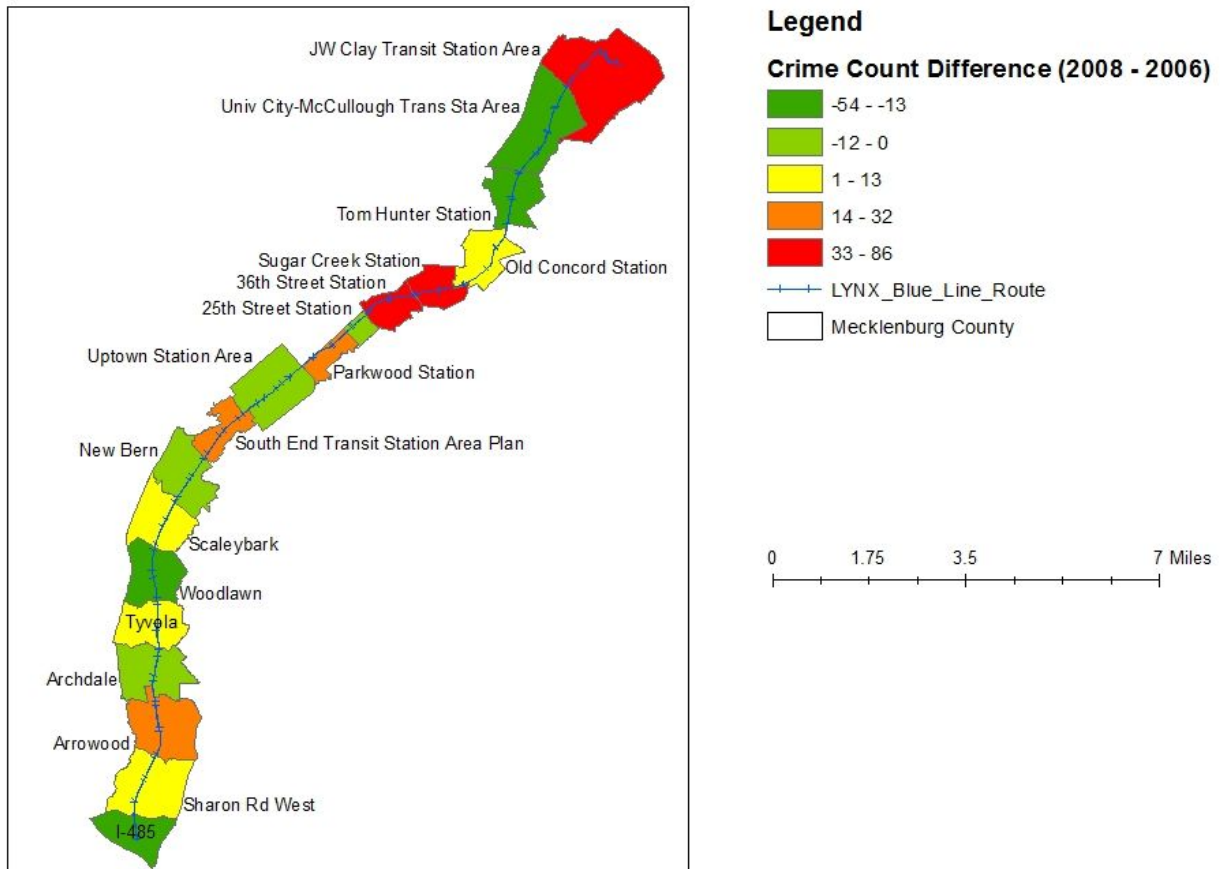 JW Clay Transit Station Area
Univ City-McCullough Trans Sta Area
Tom Hunter Station
Sugar Creek Station
Old Concord Station
36th Street Station
25th Street Station
Uptown Station Area
Parkwood Station
South End Transit Station Area Plan
New Bern
Scaleybark
Woodlawn
Tyvola
Archdale
Arrowood
Sharon Rd West
I-485
Legend
Crime Count Difference (2008 - 2006)
-54 - -13
-12 - 0
1 - 13
14 - 32
33 - 86
LYNX_Blue_Line_Route
Mecklenburg County
0 1.75 3.5 7 Miles